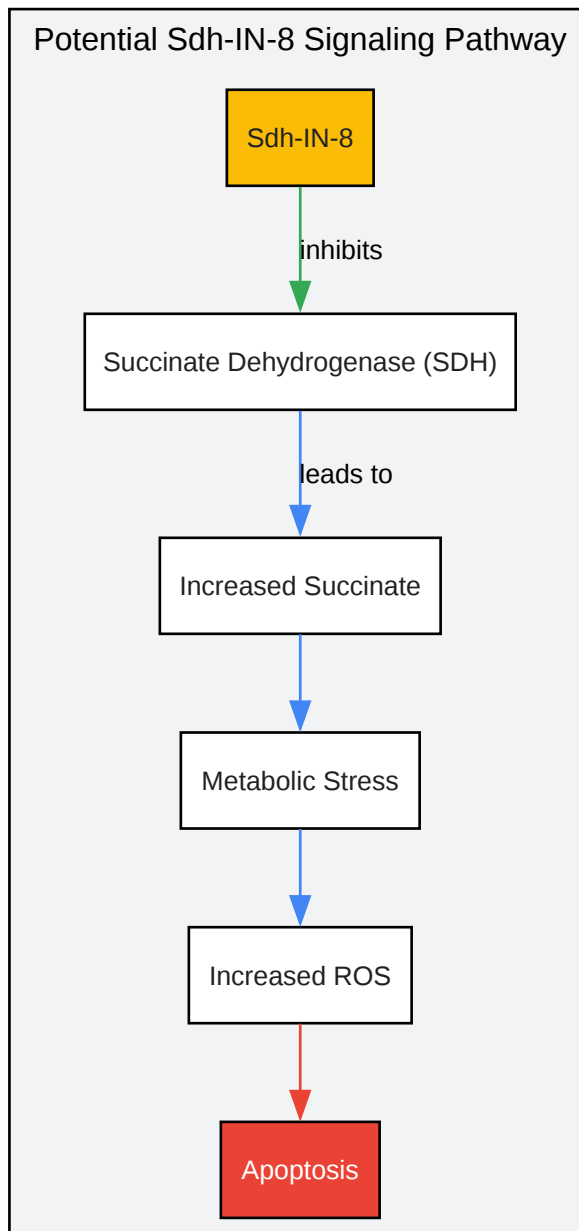 Potential Sdh-IN-8 Signaling Pathway
Sdh-IN-8
inhibits
Succinate Dehydrogenase (SDH)
leads to
Increased Succinate
Metabolic Stress
Increased ROS
Apoptosis